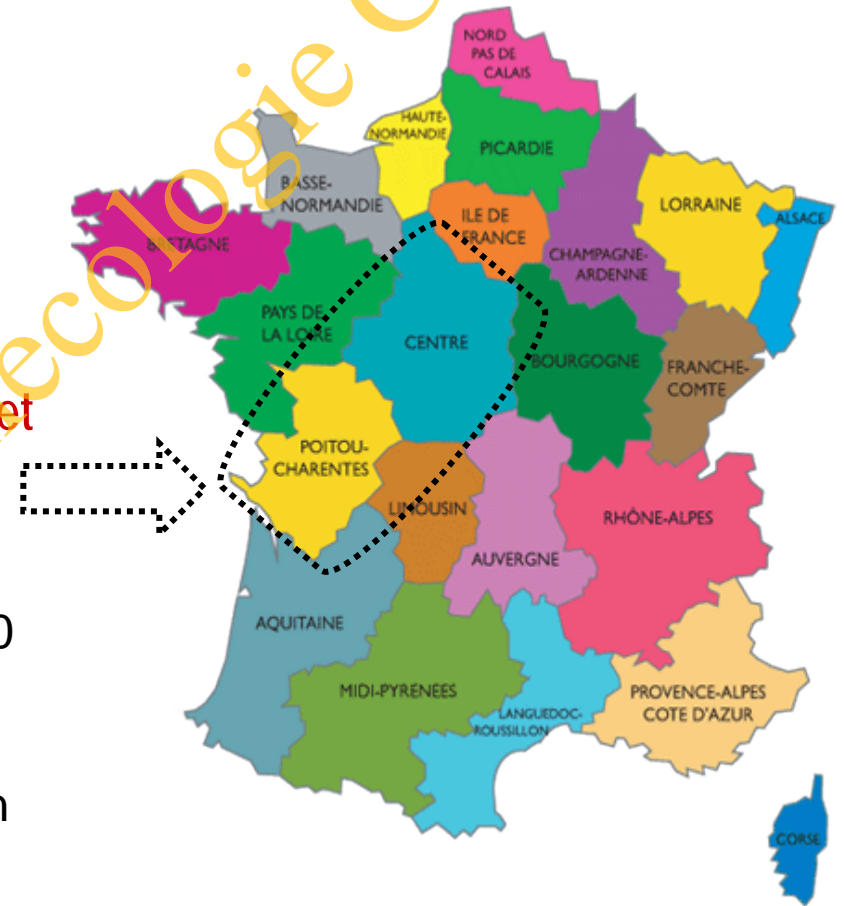 NORD
PAS DE
CALAIS
HAUTE-
NORMANDIE
PICARDIE
BASSE-
NORMANDIE
ILE DE
FRANCE
LORRAINE
ALSACE
BRETAGNE
CHAMPAGNE-
ARDENNE
PAYS DE
LA LOIRE
CENTRE
BOURGOGNE
FRANCHE-
COMTE
et
POITOU-
CHARENTES
LIMOUSIN
RHÔNE-ALPES
AUVERGNE
AQUITAINE
MIDI-PYRENEES
LANGUEDOC-
ROUSSILLON
PROVENCE-ALPES
COTE D'AZUR
CORSE
ecologie